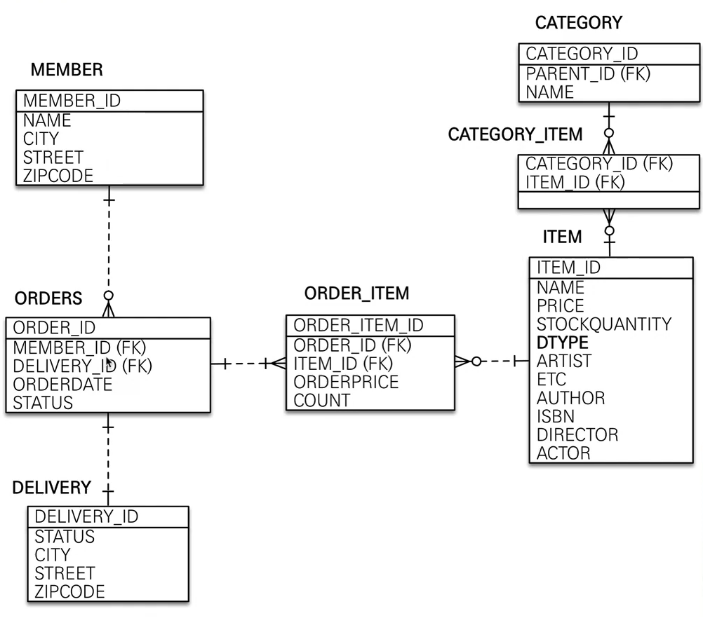 CATEGORY
CATEGORY_ID
PARENT_ID (FK)
NAME
MEMBER
MEMBER_ID
NAME
CITY
STREET
ZIPCODE
CATEGORY_ITEM
CATEGORY_ID (FK)
ITEM_ID (FK)
ITEM
ITEM_ID
NAME
PRICE
STOCKQUANTITY
DTYPE
ARTIST
ETC
AUTHOR
ISBN
DIRECTOR
ACTOR
ORDERS
ORDER_ID
MEMBER_ID (FK)
DELIVERY_ID (FK)
ORDERDATE
STATUS
ORDER_ITEM
ORDER_ITEM_ID
ORDER_ID (FK)
ITEM_ID (FK)
ORDERPRICE
COUNT
DELIVERY
DELIVERY_ID
STATUS
CITY
STREET
ZIPCODE